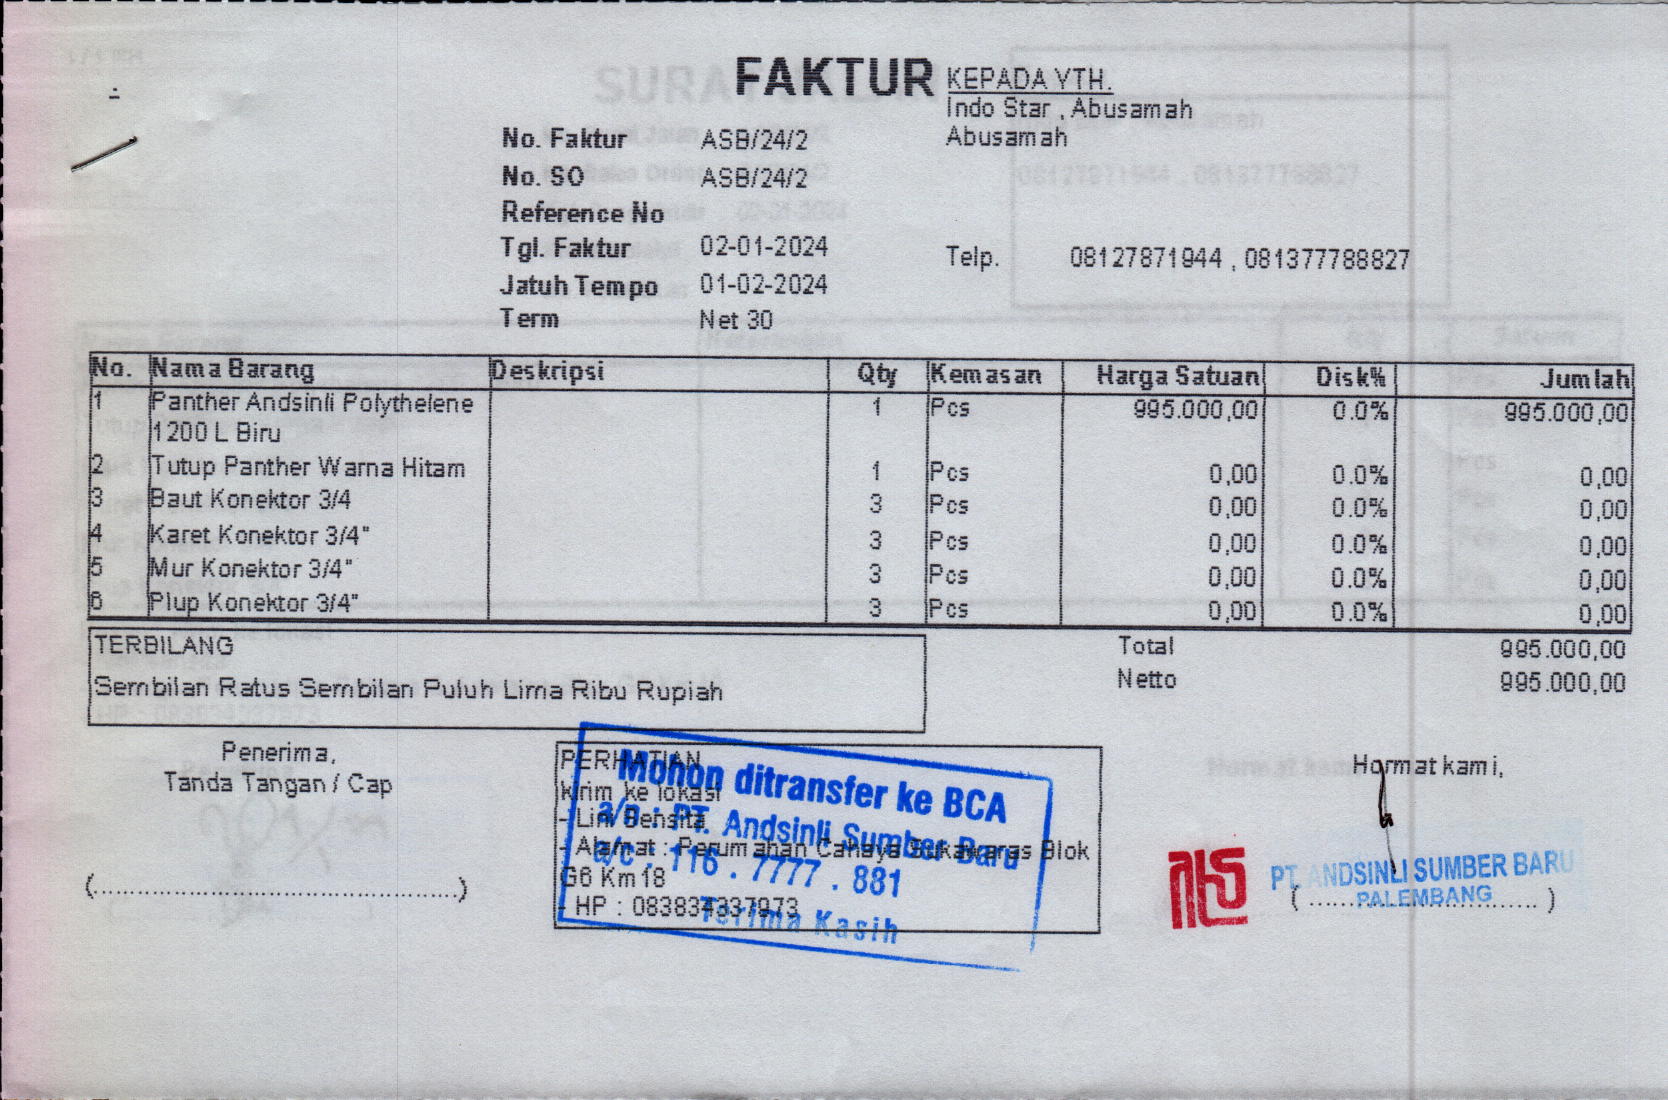 FAKTUR
KEPADA YTH.
Indo Star , Abusamah
Abusamah
No. Faktur ASB/24/2
No. SO ASB/24/2
Reference No
Tgl. Faktur 02-01-2024
Telp. 08127871944 , 081377788827
Jatuh Tempo 01-02-2024
Term Net 30
No. Nama Barang Deskripsi Qty Kemasan Harga Satuan Disk% Jumlah
1 Panther Andsinli Polythelene 1 Pcs 995.000,00 0.0% 995.000,00
1200 L Biru
2 Tutup Panther Warna Hitam 1 Pcs 0,00 0.0% 0,00
3 Baut Konektor 3/4 3 Pcs 0,00 0.0% 0,00
4 Karet Konektor 3/4" 3 Pcs 0,00 0.0% 0,00
5 Mur Konektor 3/4" 3 Pcs 0,00 0.0% 0,00
6 Plup Konektor 3/4" 3 Pcs 0,00 0.0% 0,00
TERBILANG
Sembilan Ratus Sembilan Puluh Lima Ribu Rupiah
Total 995.000,00
Netto 995.000,00
Penerima,
Tanda Tangan / Cap
(........................................................)
PERHATIAN
kirim ke lokasi
- Lini Bensita
- Alamat : Perumahan Cahaya Sukawaras Blok
G6 Km18
- HP : 083834337973
Mohon ditransfer ke BCA
a/n : PT. Andsinli Sumber Baru
a/c : 116 . 7777 . 881
Terima Kasih
Hormat kami,
PT. ANDSINLI SUMBER BARU
PALEMBANG
( ................................... )